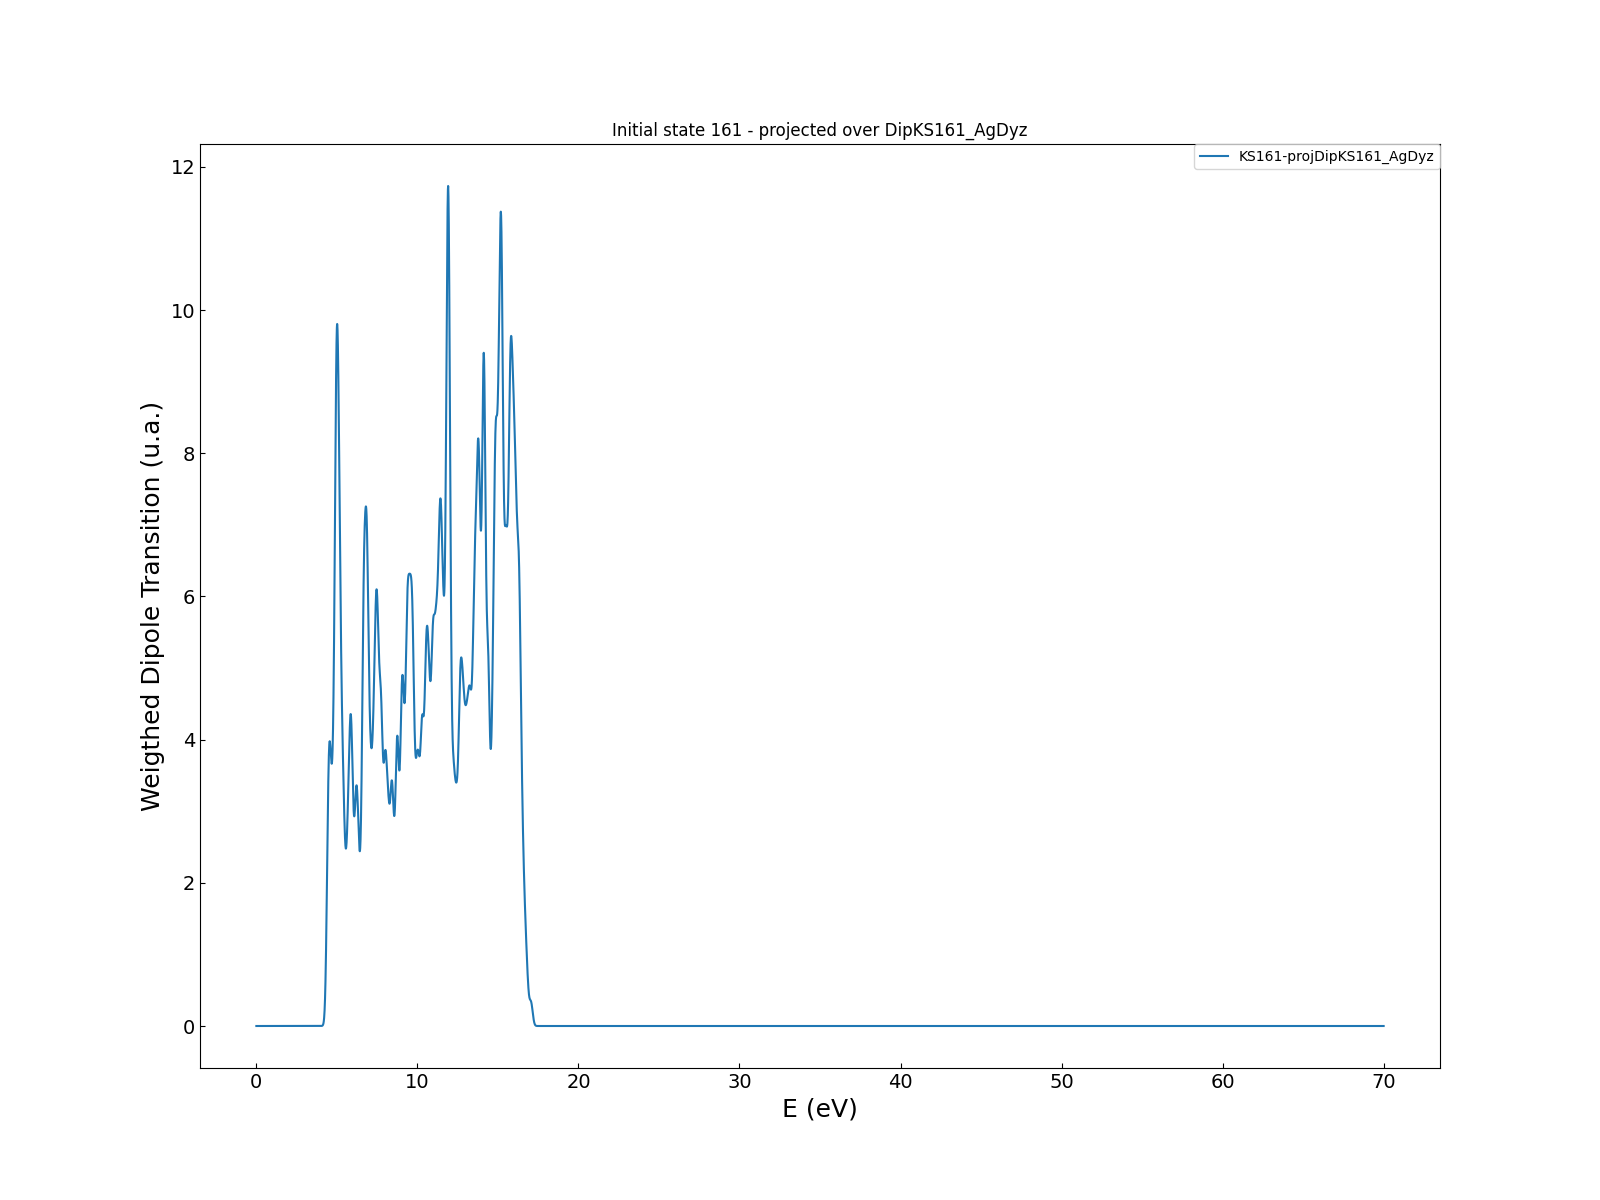 Initial state 161 - projected over DipKS161_AgDyz
KS161-projDipKS161_AgDyz
12
10
8
6
4
2
0
Weigthed Dipole Transition (u.a.)
0 10 20 30 40 50 60 70
E (eV)